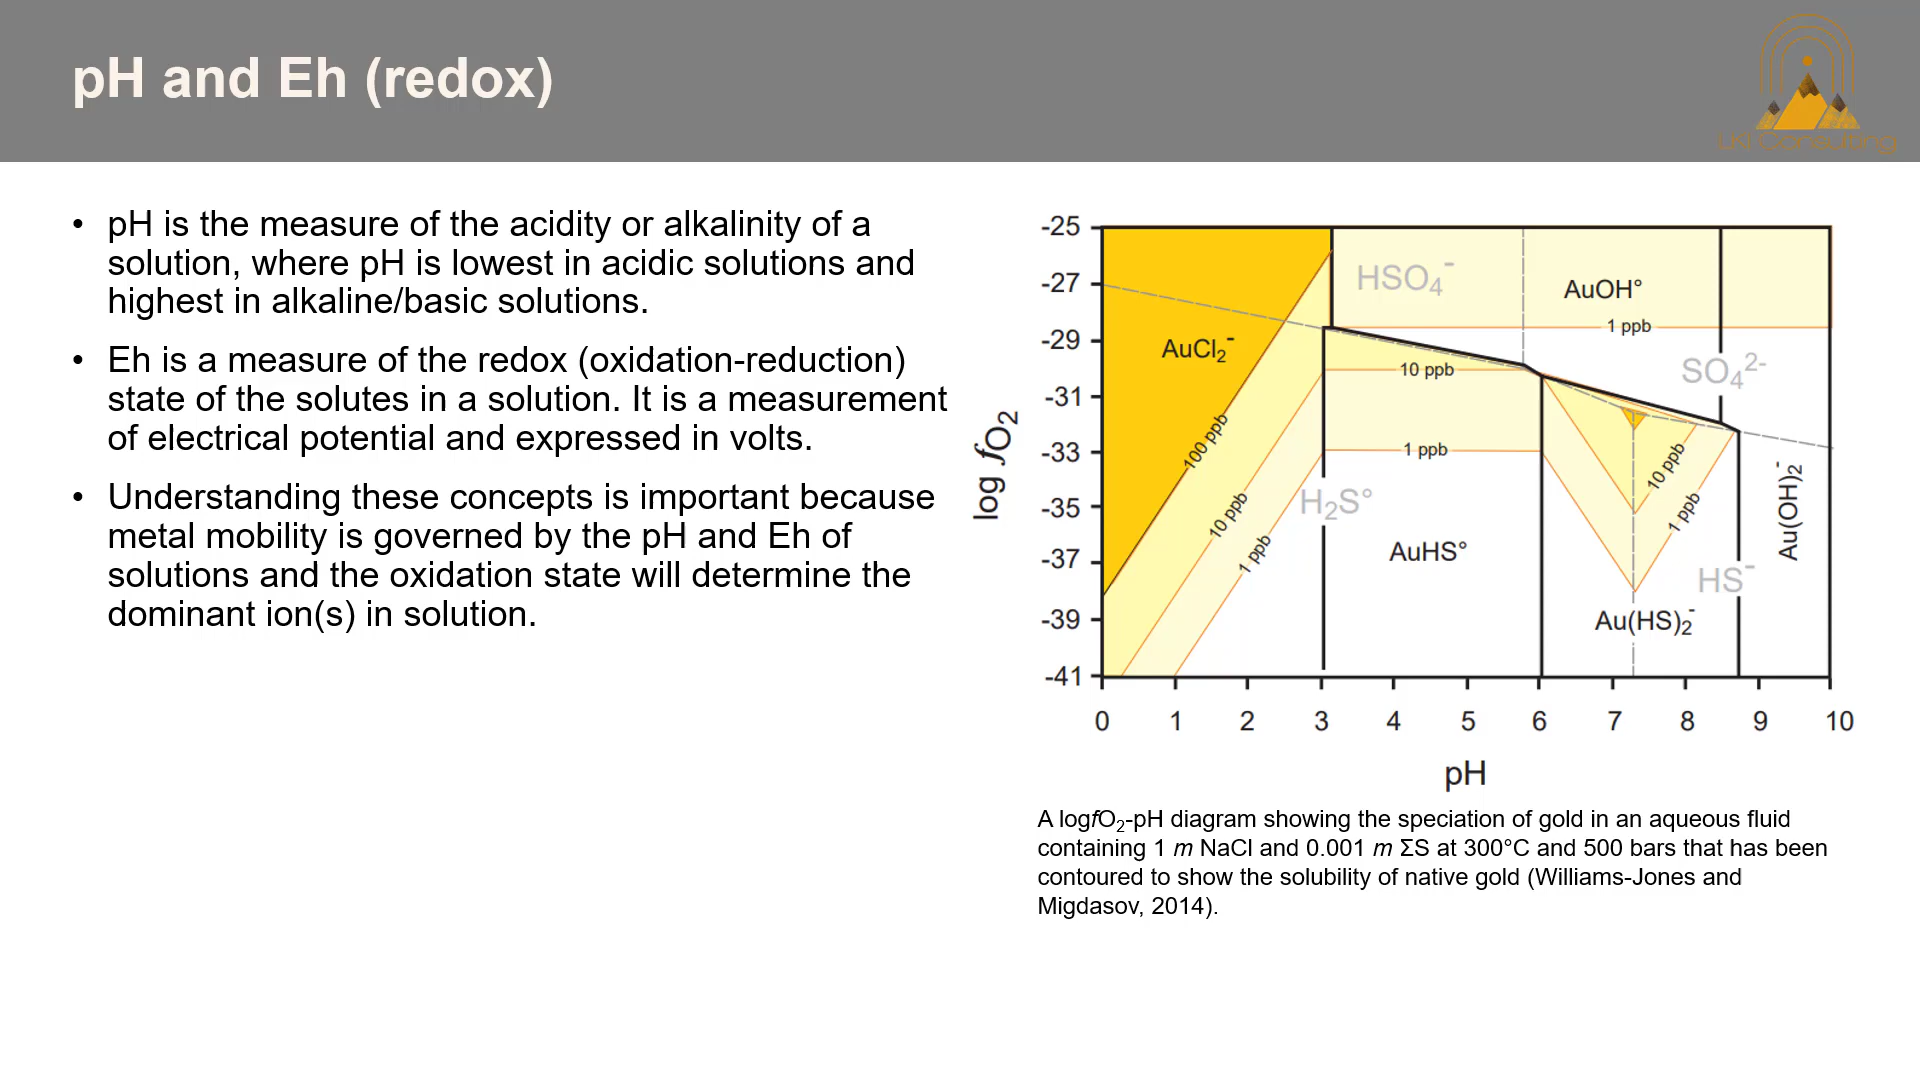 pH and Eh (redox)
LKI Consulting
• pH is the measure of the acidity or alkalinity of a
solution, where pH is lowest in acidic solutions and
highest in alkaline/basic solutions.
• Eh is a measure of the redox (oxidation-reduction)
state of the solutes in a solution. It is a measurement
of electrical potential and expressed in volts.
• Understanding these concepts is important because
metal mobility is governed by the pH and Eh of
solutions and the oxidation state will determine the
dominant ion(s) in solution.
log fO₂
-25
-27
-29
-31
-33
-35
-37
-39
-41
HSO₄⁻
AuOH°
1 ppb
AuCl₂⁻
10 ppb
SO₄²⁻
100 ppb
1 ppb
10 ppb
Au(OH)₂⁻
H₂S°
10 ppb
1 ppb
1 ppb
AuHS°
HS⁻
Au(HS)₂⁻
0 1 2 3 4 5 6 7 8 9 10
pH
A logfO₂-pH diagram showing the speciation of gold in an aqueous fluid
containing 1 m NaCl and 0.001 m ΣS at 300°C and 500 bars that has been
contoured to show the solubility of native gold (Williams-Jones and
Migdasov, 2014).